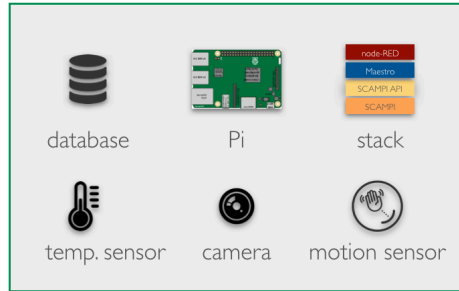 node-RED
Maestro
SCAMPI API
SCAMPI
database
Pi
stack
temp. sensor
camera
motion sensor